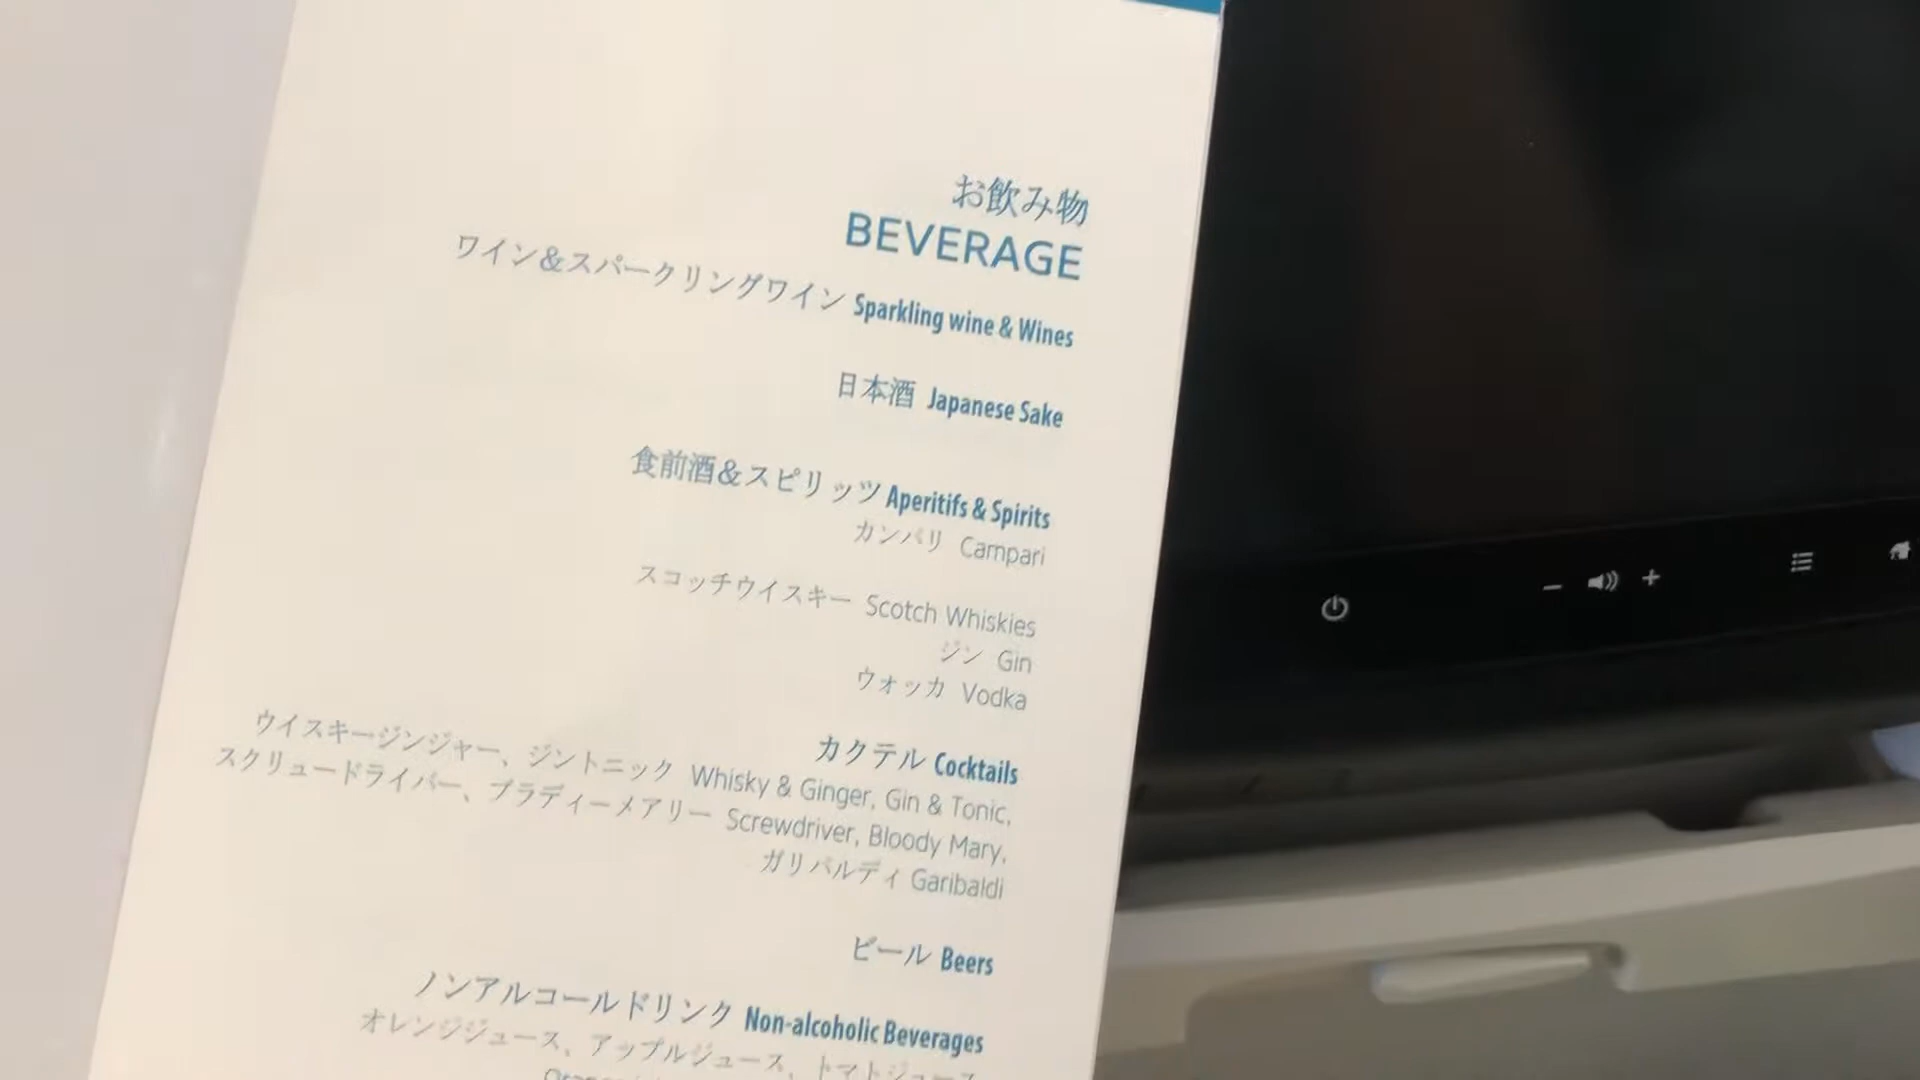 お飲み物
BEVERAGE
ワイン＆スパークリングワイン Sparkling wine & Wines
日本酒 Japanese Sake
食前酒＆スピリッツ Aperitifs & Spirits
カンパリ Campari
スコッチウイスキー Scotch Whiskies
ジン Gin
ウォッカ Vodka
カクテル Cocktails
ウイスキージンジャー、ジントニック Whisky & Ginger, Gin & Tonic,
スクリュードライバー、ブラディーメアリー Screwdriver, Bloody Mary,
ガリバルディ Garibaldi
ビール Beers
ノンアルコールドリンク Non-alcoholic Beverages
オレンジジュース、アップルジュース、トマトジュース